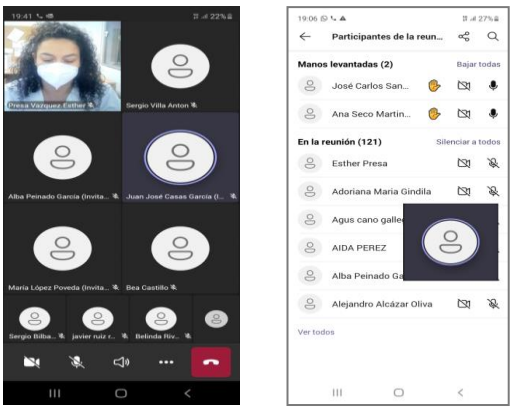 19:41 22%
Presa Vazquez Esther
Sergio Villa Anton
Alba Peinado García (Invita...
Juan José Casas García (I...
María López Poveda (Invita...
Bea Castillo
Sergio Bilba...
javier ruiz r...
Belinda Riv...
19:06 27%
Participantes de la reun...
Manos levantadas (2) Bajar todas
José Carlos San...
Ana Seco Martin...
En la reunión (121) Silenciar a todos
Esther Presa
Adoriana Maria Gindila
Agus cano galle
AIDA PEREZ
Alba Peinado Ga
Alejandro Alcázar Oliva
Ver todos